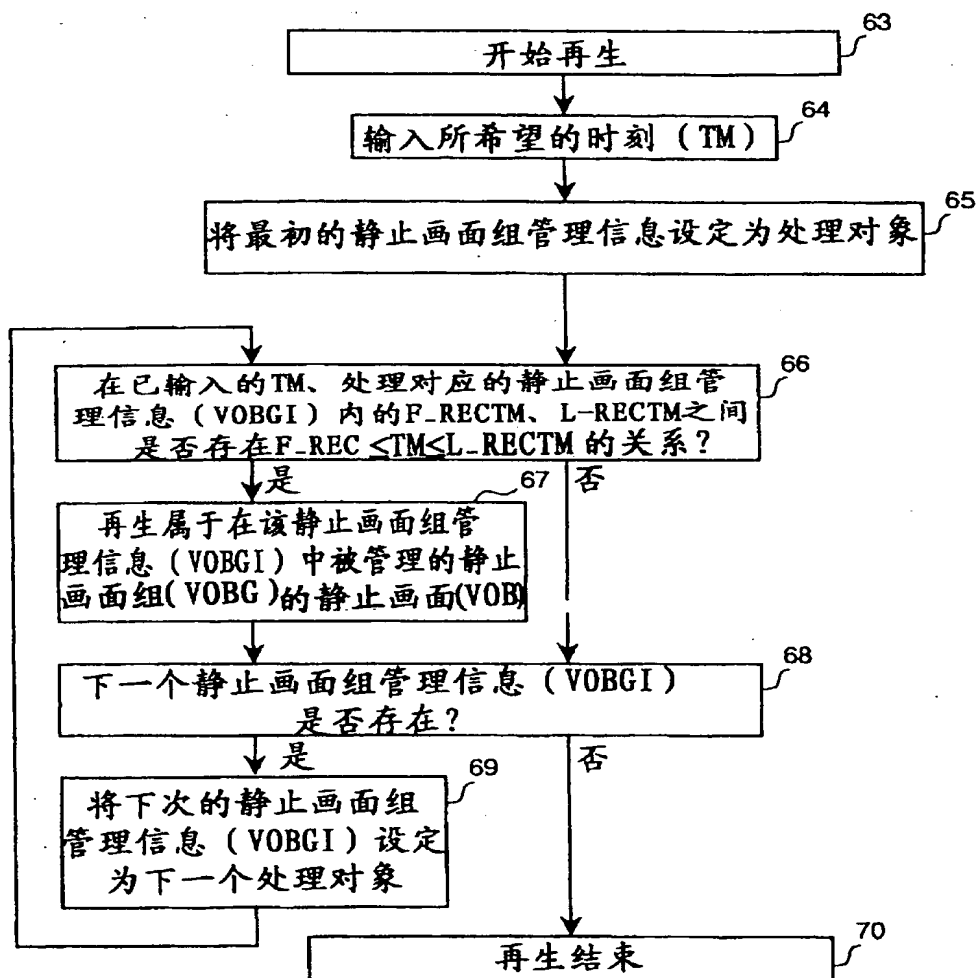 63
开始再生
64
输入所希望的时刻（TM）
65
将最初的静止画面组管理信息设定为处理对象
66
在已输入的TM、处理对应的静止画面组管
理信息（VOBGI）内的F_RECTM、L-RECTM之间
是否存在F_REC≤TM≤L_RECTM的关系？
是
否
67
再生属于在该静止画面组管
理信息（VOBGI）中被管理的静止
画面组(VOBG)的静止画面(VOB)
68
下一个静止画面组管理信息（VOBGI）
是否存在？
是
否
69
将下次的静止画面组
管理信息（VOBGI）设定
为下一个处理对象
70
再生结束